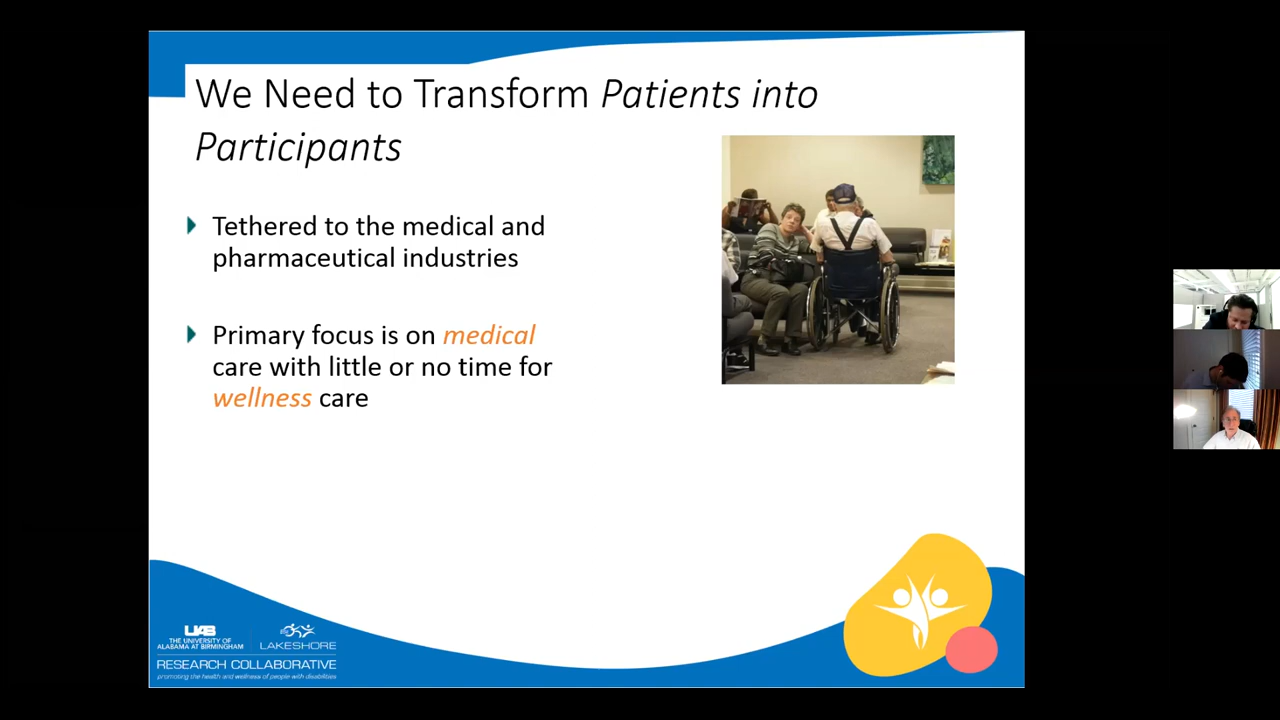 We Need to Transform Patients into
Participants
Tethered to the medical and
pharmaceutical industries
Primary focus is on medical
care with little or no time for
wellness care
UAB
THE UNIVERSITY OF
ALABAMA AT BIRMINGHAM
LAKESHORE
RESEARCH COLLABORATIVE
promoting the health and wellness of people with disabilities